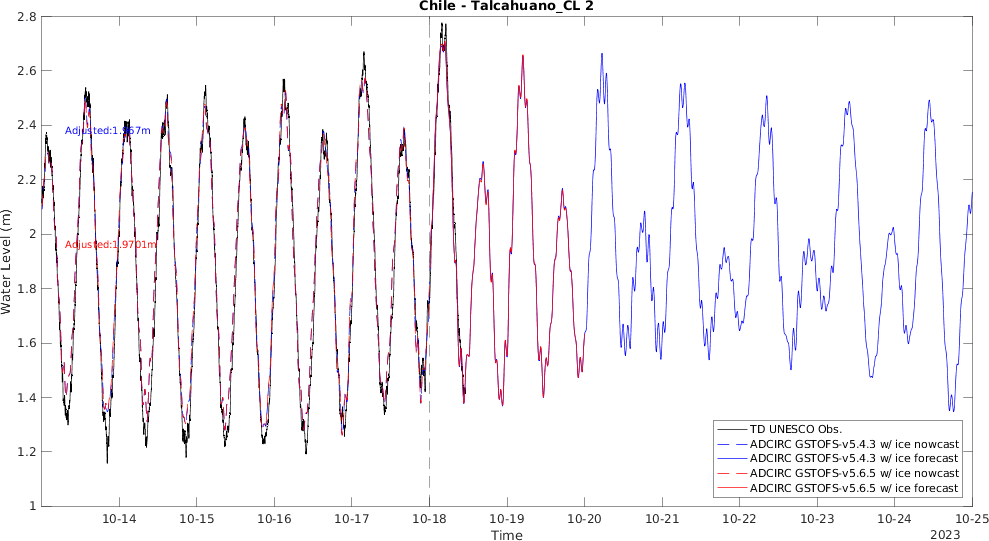 Chile - Talcahuano_CL 2
2.8
2.6
2.4
2.2
2
1.8
1.6
1.4
1.2
1
Water Level (m)
Adjusted:1.967m
Adjusted:1.9701m
TD UNESCO Obs.
ADCIRC GSTOFS-v5.4.3 w/ ice nowcast
ADCIRC GSTOFS-v5.4.3 w/ ice forecast
ADCIRC GSTOFS-v5.6.5 w/ ice nowcast
ADCIRC GSTOFS-v5.6.5 w/ ice forecast
10-14 10-15 10-16 10-17 10-18 10-19 10-20 10-21 10-22 10-23 10-24 10-25
Time
2023